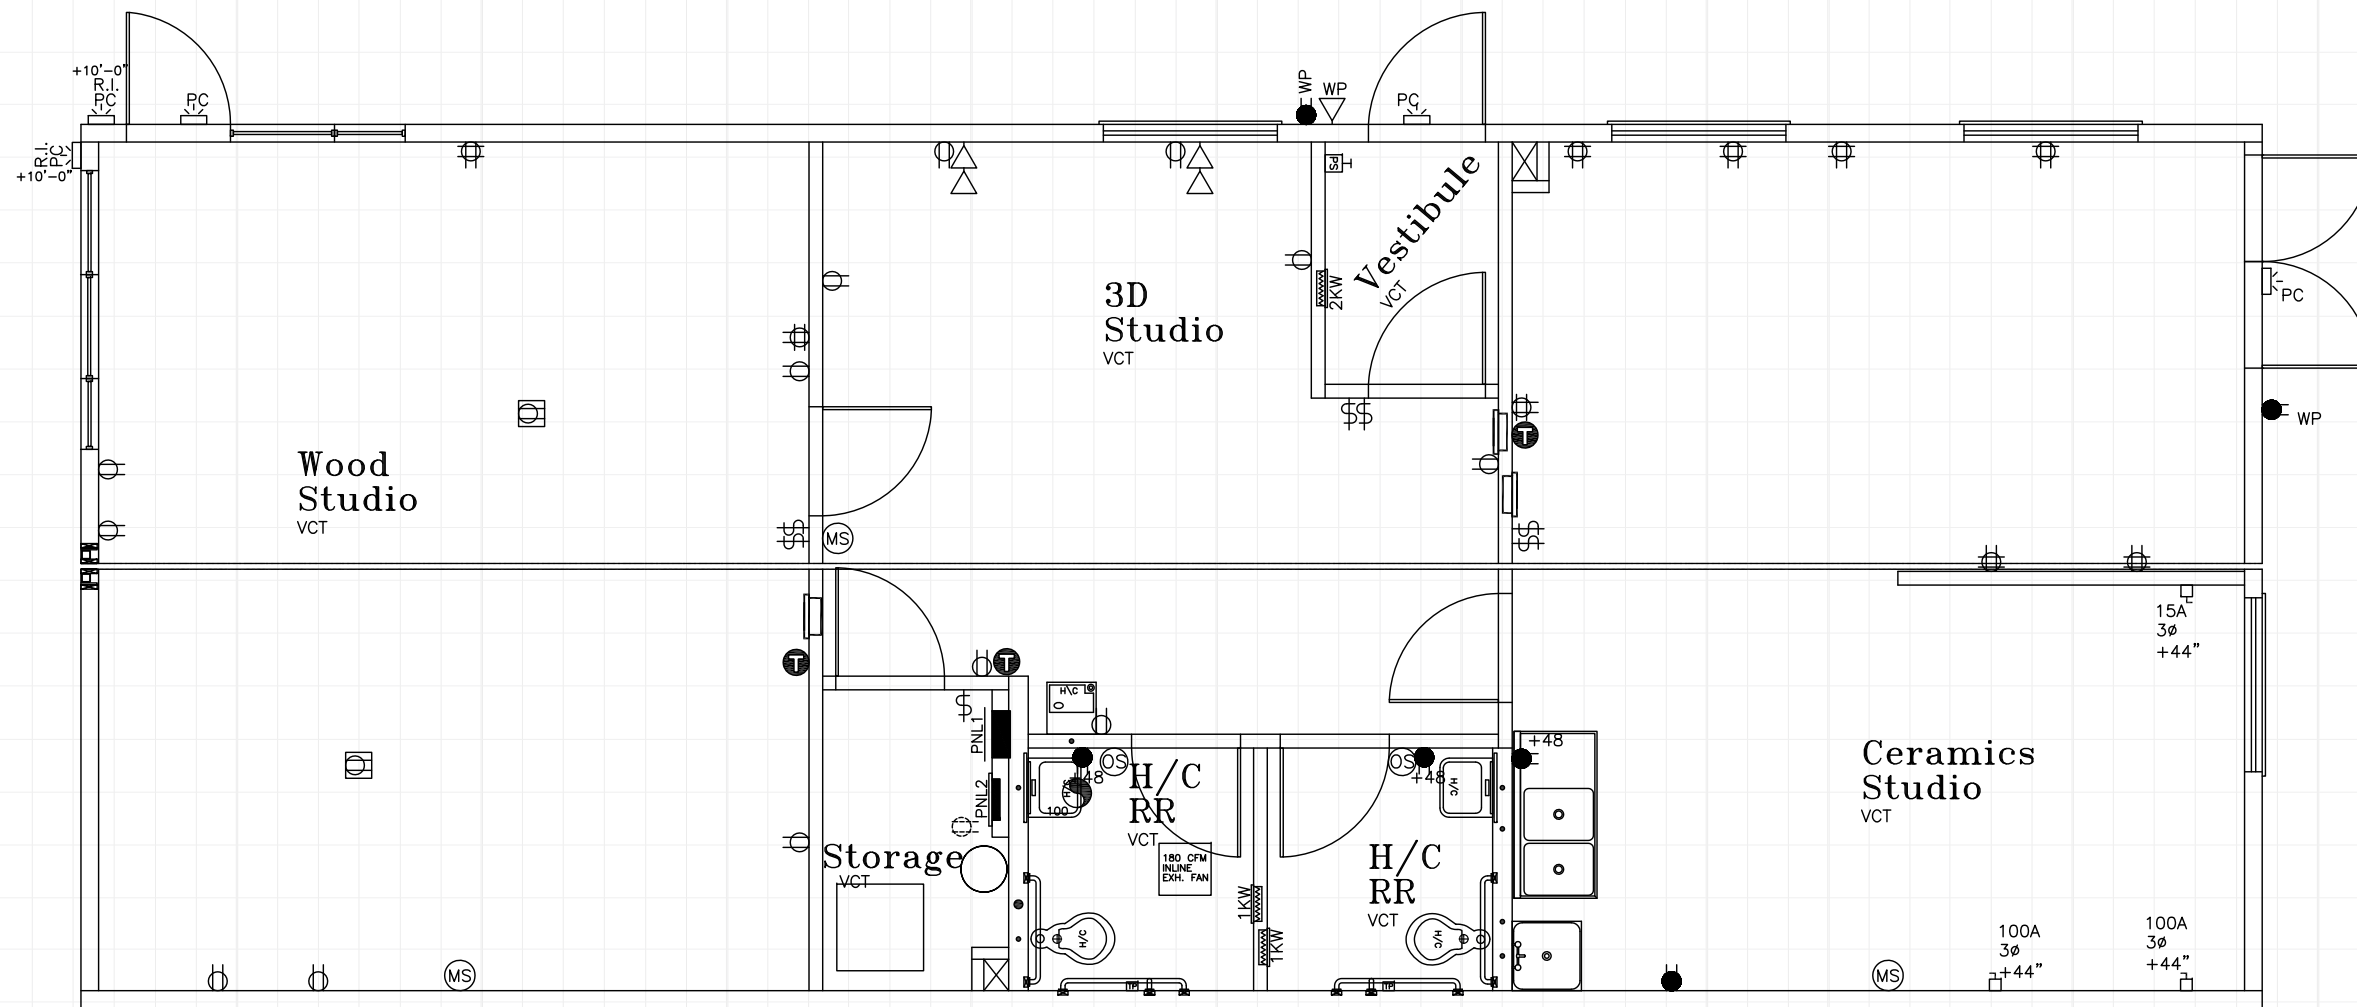 +10'-0"
R.I.
PC
PC
WP
WP
PC
R.I.
PC
+10'-0"
PS
Vestibule
VCT
2KW
3D
Studio
VCT
PC
WP
$$
T
Wood
Studio
VCT
$$
MS
$$
15A
3ø
+44"
T
T
$
H/C
PNL1
PNL2
OS
+48
H/C
100
H/C
RR
VCT
OS
+48
H/C
+48
Ceramics
Studio
VCT
Storage
VCT
180 CFM
INLINE
EXH. FAN
H/C
RR
VCT
1KW
1KW
H/C
H/C
TP
TP
MS
100A
3ø
+44"
100A
3ø
+44"
MS